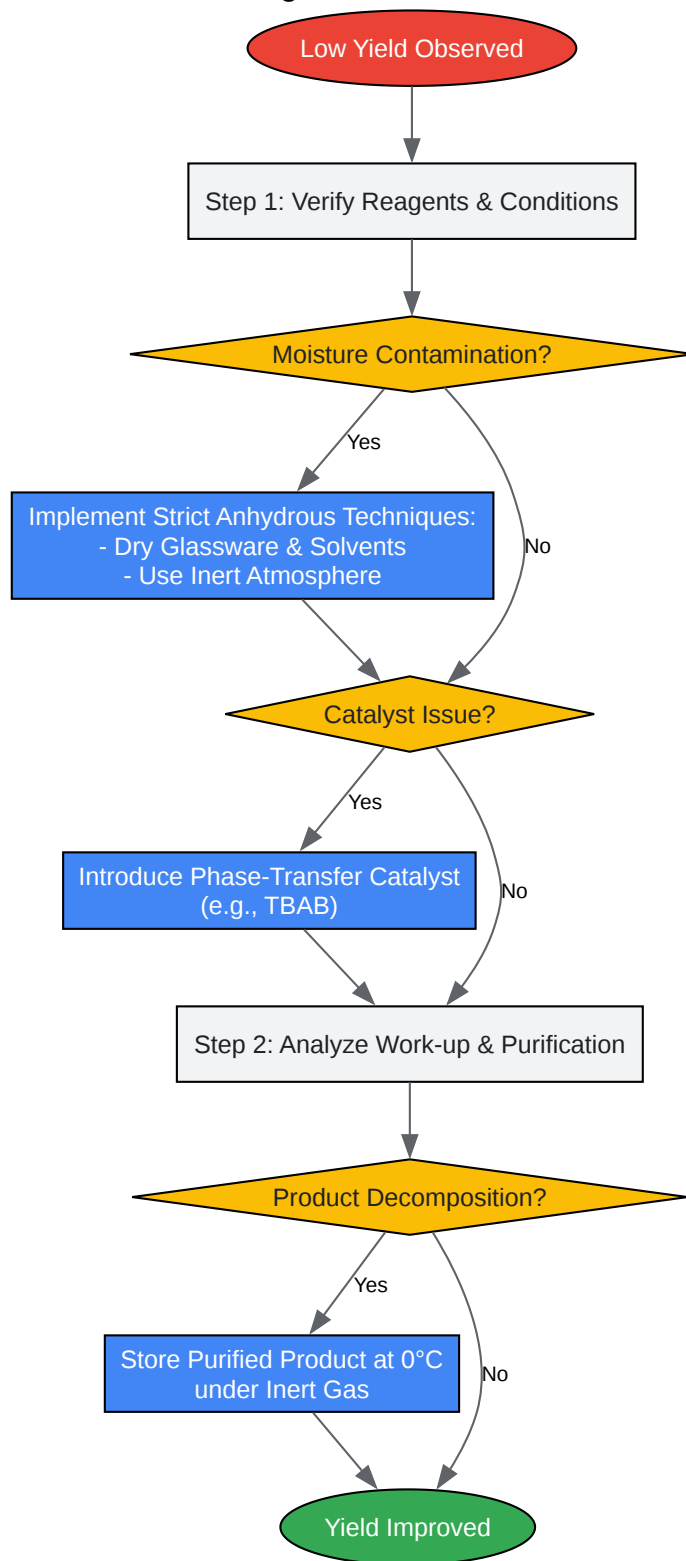 Low Yield Observed
Step 1: Verify Reagents & Conditions
Moisture Contamination?
Yes
Implement Strict Anhydrous Techniques:
- Dry Glassware & Solvents
- Use Inert Atmosphere
No
Catalyst Issue?
Yes
Introduce Phase-Transfer Catalyst
(e.g., TBAB)
No
Step 2: Analyze Work-up & Purification
Product Decomposition?
Yes
Store Purified Product at 0°C
under Inert Gas
No
Yield Improved